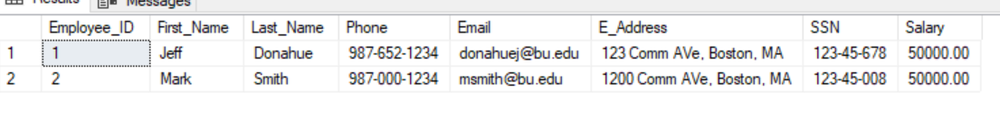 Results Messages
Employee_ID First_Name Last_Name Phone Email E_Address SSN Salary
1 1 Jeff Donahue 987-652-1234 donahuej@bu.edu 123 Comm AVe, Boston, MA 123-45-678 50000.00
2 2 Mark Smith 987-000-1234 msmith@bu.edu 1200 Comm AVe, Boston, MA 123-45-008 50000.00